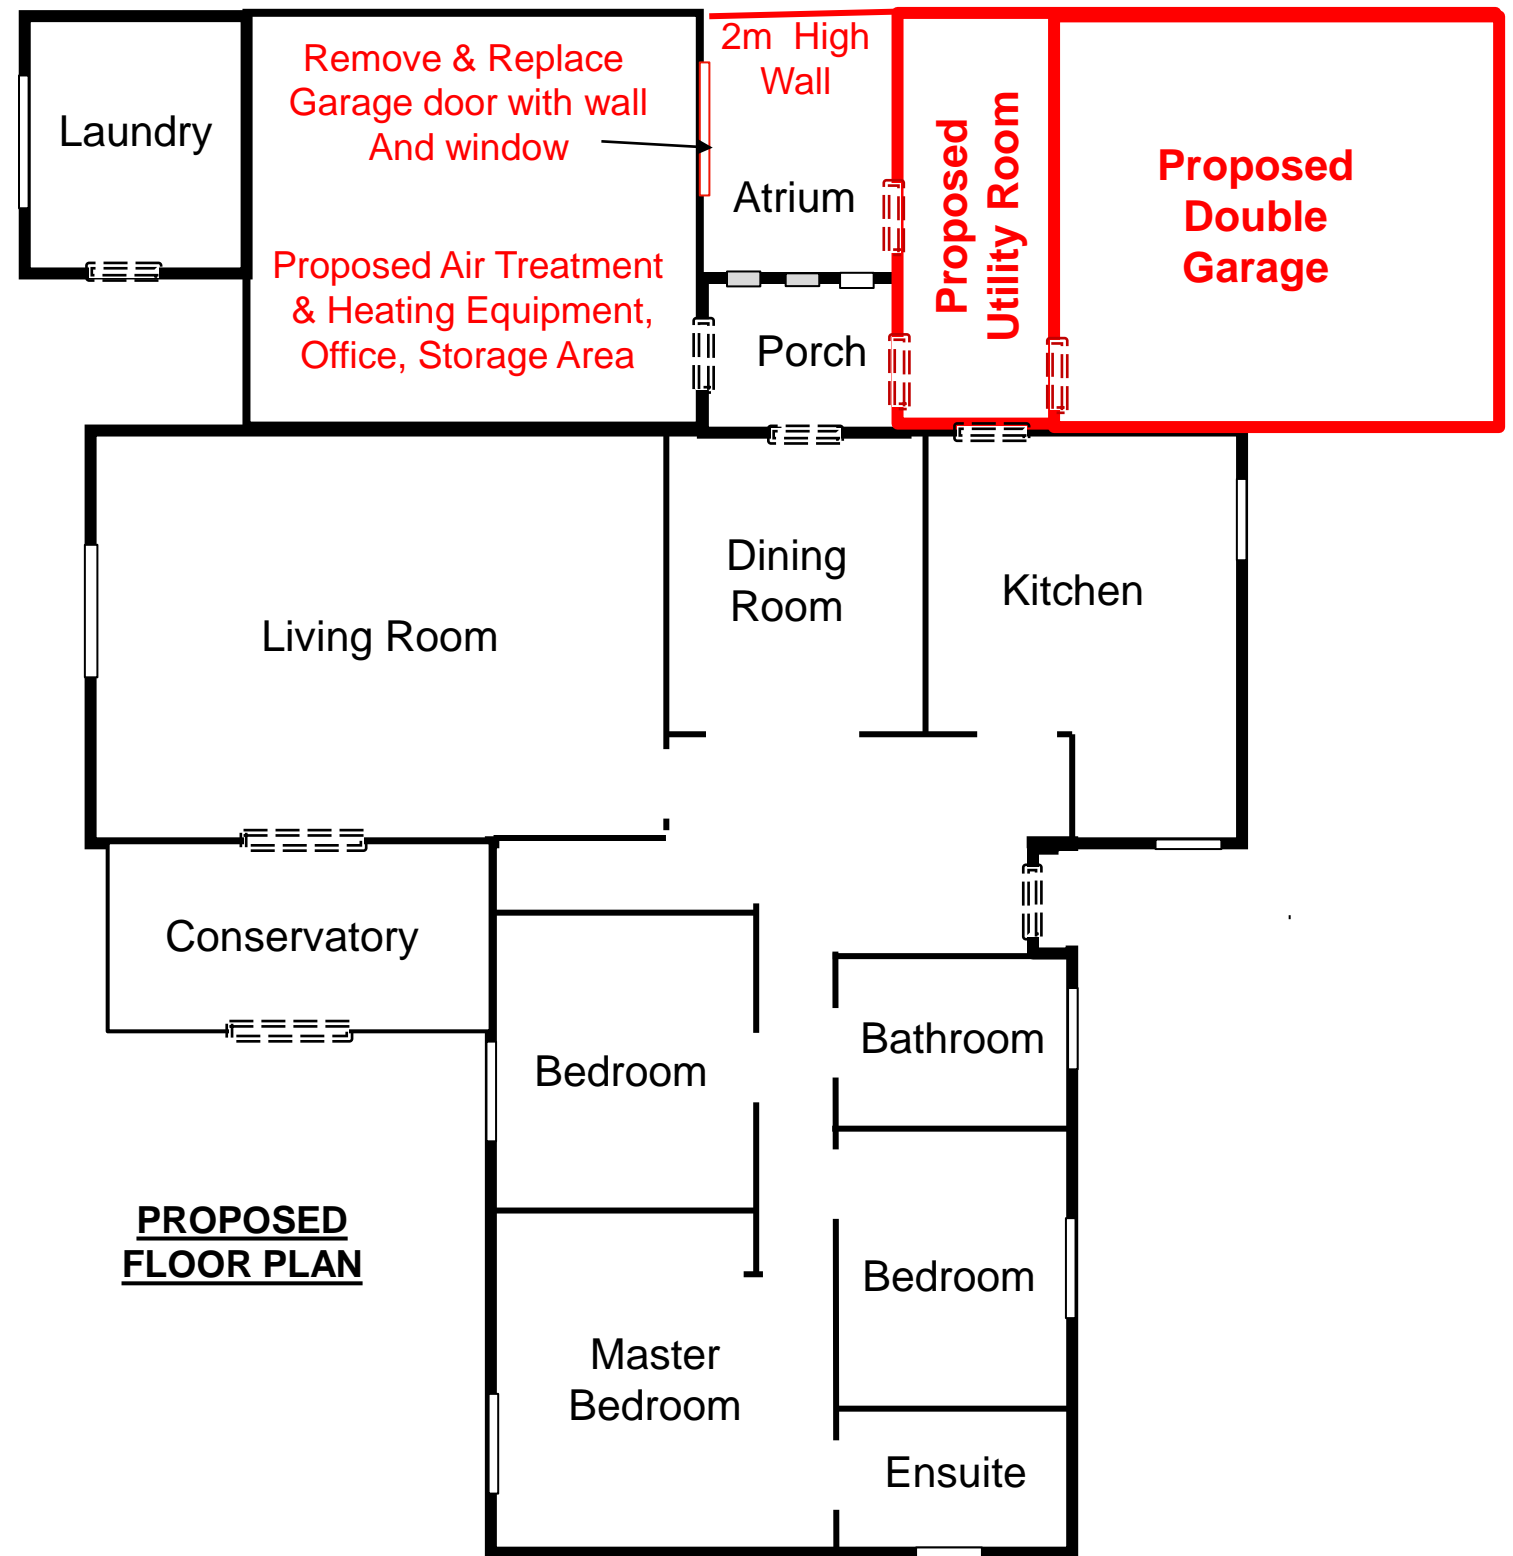 Remove & Replace
Garage door with wall
And window
2m  High
Wall
Laundry
Proposed
Utility Room
Proposed
Double
Garage
Atrium
Proposed Air Treatment
& Heating Equipment,
Office, Storage Area
Porch
Dining
Room
Kitchen
Living Room
Conservatory
Bedroom
Bathroom
PROPOSED
FLOOR PLAN
Bedroom
Master
Bedroom
Ensuite